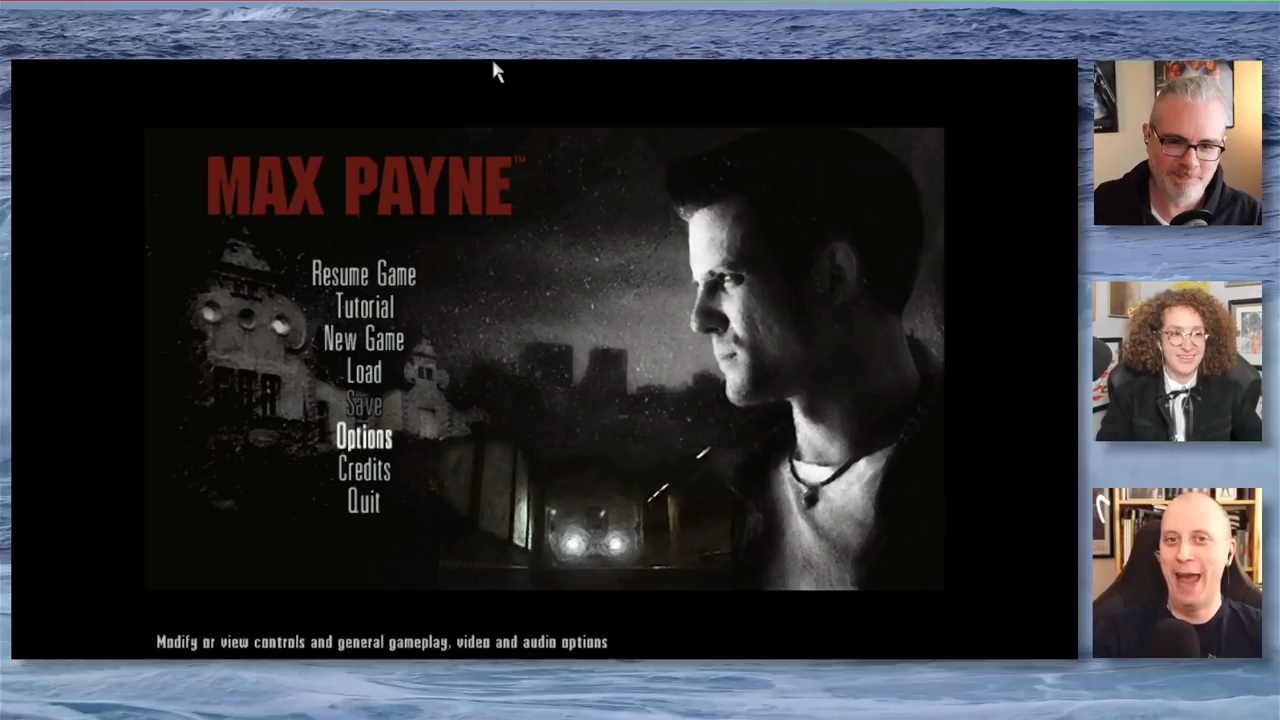 MAX PAYNE™
Resume Game
Tutorial
New Game
Load
Save
Options
Credits
Quit
Modify or view controls and general gameplay, video and audio options